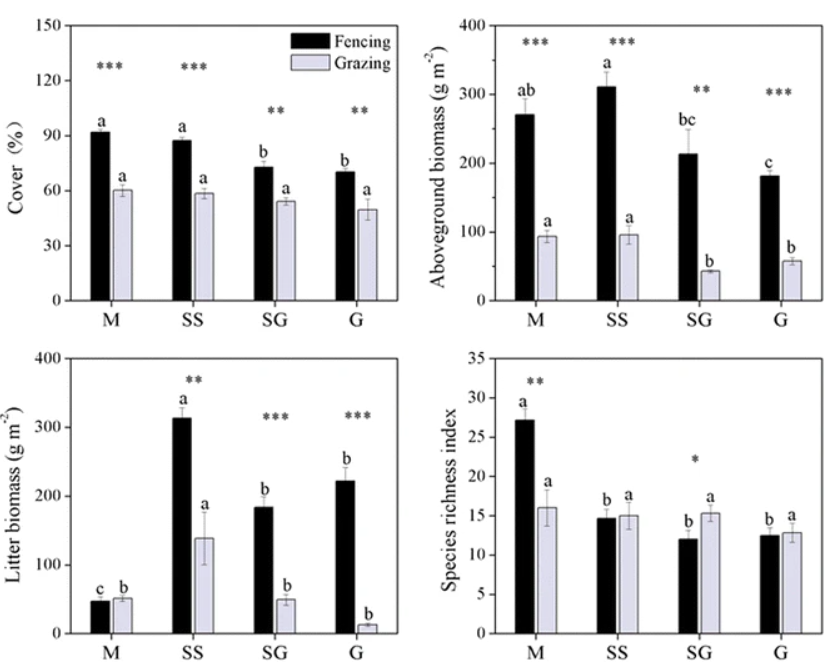 150
120
90
60
30
0
Cover (%)
Fencing
Grazing
*** *** ** **
a a a a b a b a
M SS SG G
400
300
200
100
0
Aboveground biomass (g m-2)
*** *** ** ***
ab a a a bc b c b
M SS SG G
400
300
200
100
0
Litter biomass (g m-2)
** *** ***
c b a a b b b b
M SS SG G
35
30
25
20
15
10
5
0
Species richness index
** *
a a b a b a b a
M SS SG G